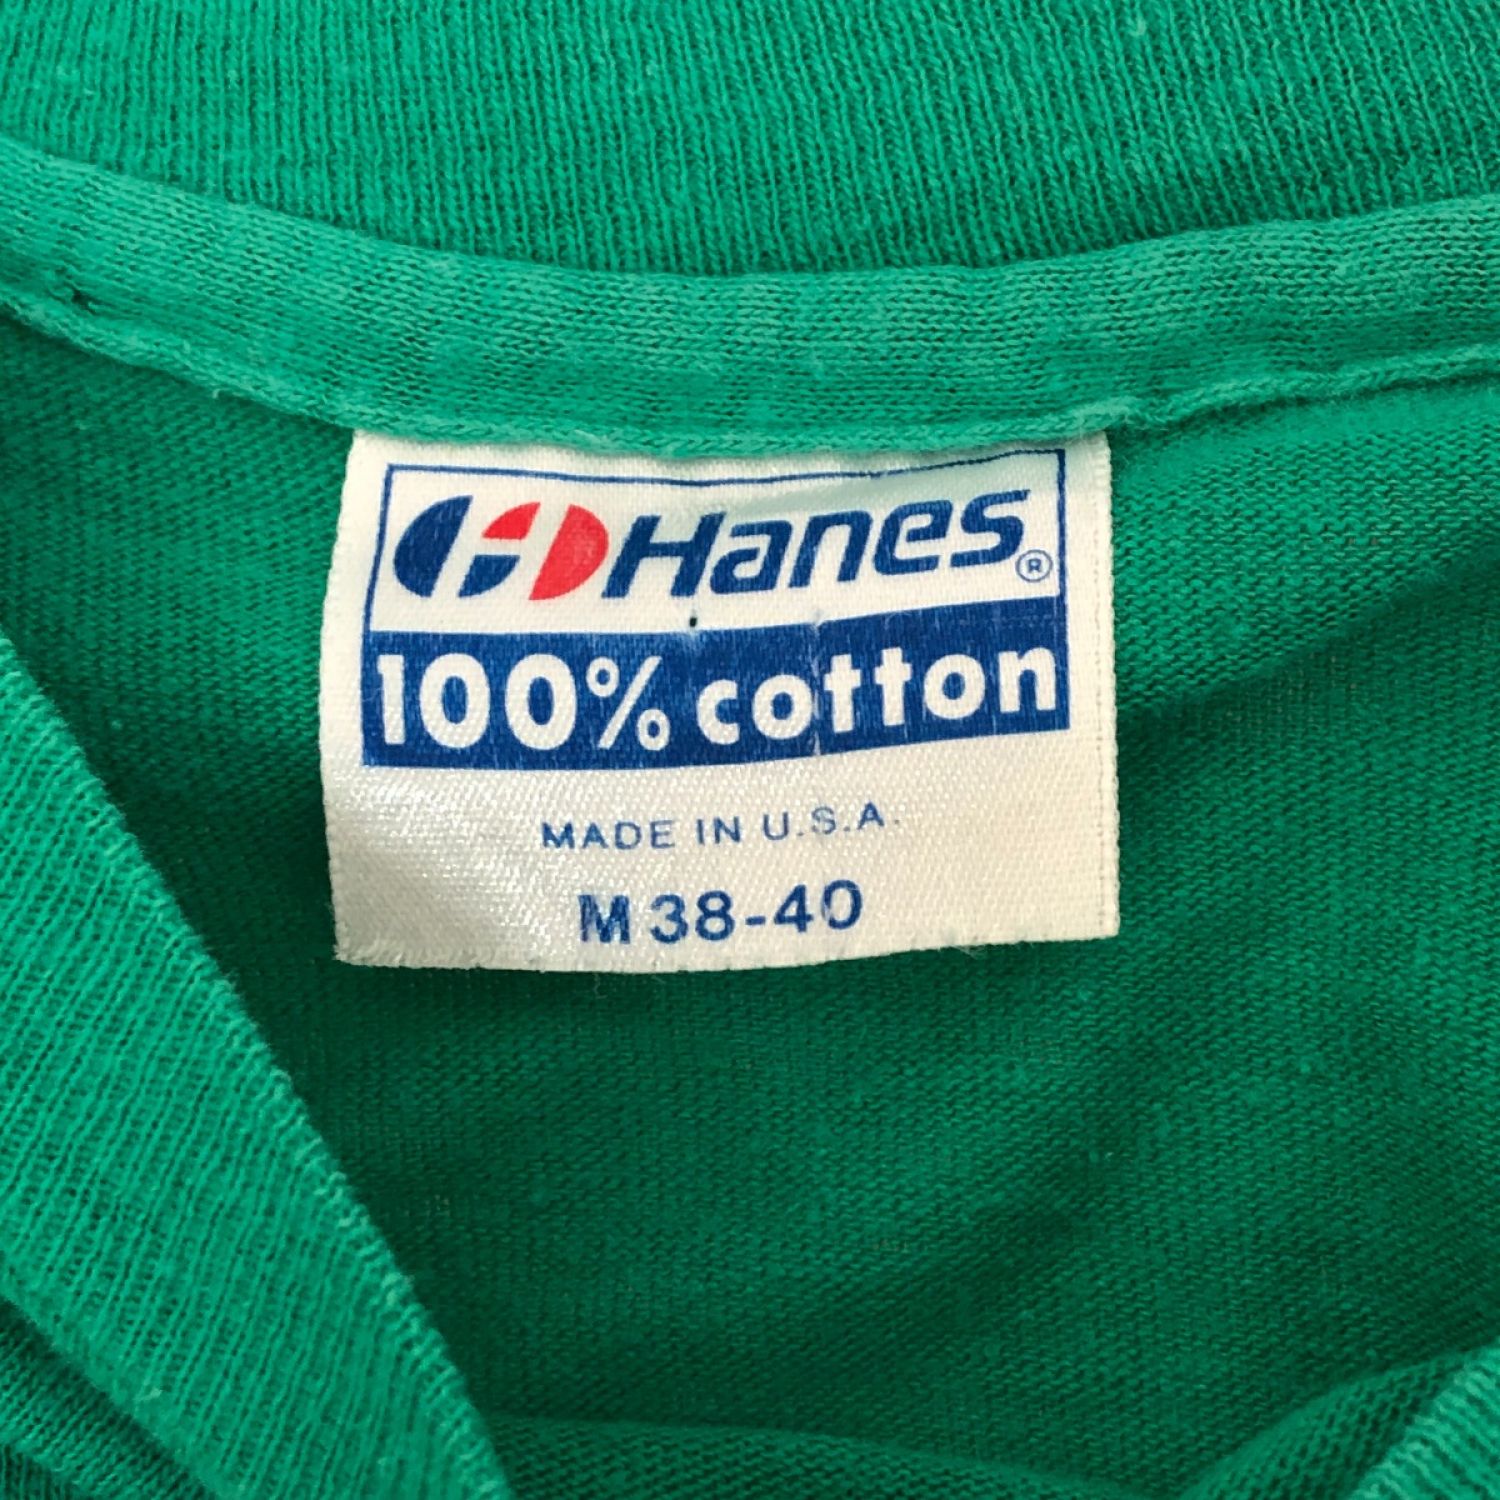 Hanes®
100% cotton
MADE IN U.S.A.
M 38-40